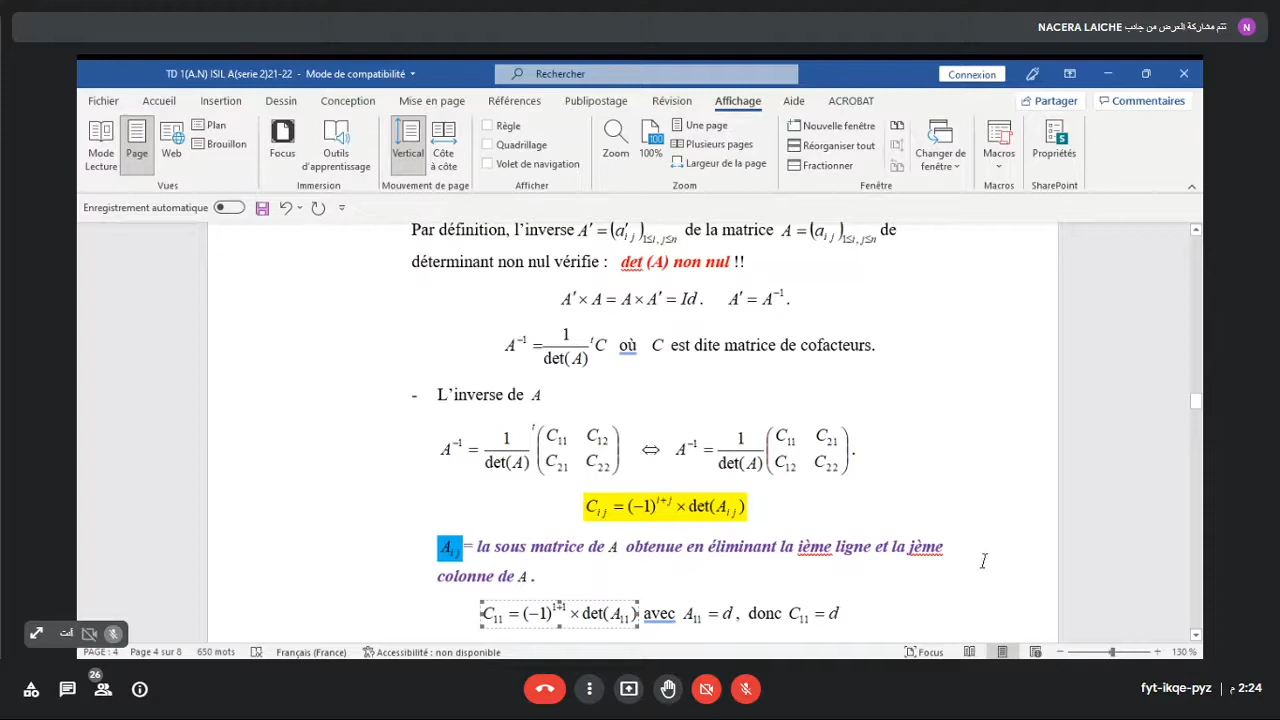 تتم مشاركة العرض من جانب NACERA LAICHE N
TD 1(A.N) ISIL A(serie 2)21-22 - Mode de compatibilité
Rechercher
Connexion
Fichier Accueil Insertion Dessin Conception Mise en page Références Publipostage Révision Affichage Aide ACROBAT Partager Commentaires
Mode Lecture
Page
Web
Plan
Brouillon
Vues
Focus
Outils d'apprentissage
Immersion
Vertical
Côte à côte
Mouvement de page
Règle
Quadrillage
Volet de navigation
Afficher
Zoom
100
100%
Une page
Plusieurs pages
Largeur de la page
Zoom
Nouvelle fenêtre
Réorganiser tout
Fractionner
Changer de fenêtre
Fenêtre
Macros
Macros
S
Propriétés
SharePoint
Enregistrement automatique
Par définition, l'inverse A' = (a'ij)1≤i,j≤n de la matrice A = (aij)1≤i,j≤n de
déterminant non nul vérifie : det (A) non nul !!
A' × A = A × A' = Id. A' = A⁻¹.
A⁻¹ = 1/det(A) ᵗC où C est dite matrice de cofacteurs.
- L'inverse de A
A⁻¹ = 1/det(A) ᵗ(C11 C12 C21 C22) ⇔ A⁻¹ = 1/det(A) (C11 C21 C12 C22).
Cij = (−1)^i+j × det(Aij)
Aij = la sous matrice de A obtenue en éliminant la ième ligne et la jème
colonne de A.
C11 = (−1)^1+1 × det(A11) avec A11 = d, donc C11 = d
أنت
PAGE : 4 Page 4 sur 8 650 mots Français (France) Accessibilité : non disponible Focus 130 %
26
fyt-ikqe-pyz | 2:24 م